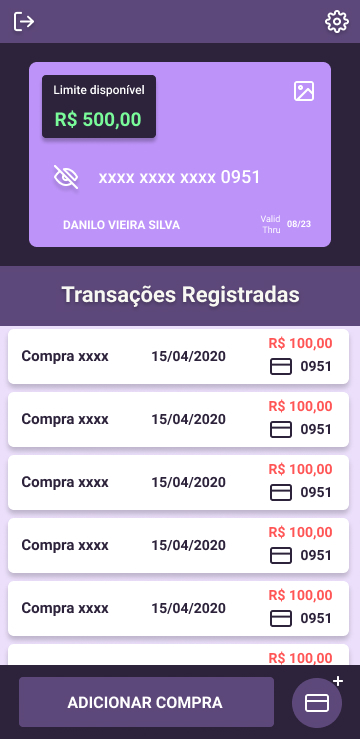 Limite disponível
R$ 500,00
xxxx xxxx xxxx 0951
DANILO VIEIRA SILVA
Valid
Thru
08/23
Transações Registradas
Compra xxxx 15/04/2020 R$ 100,00
0951
Compra xxxx 15/04/2020 R$ 100,00
0951
Compra xxxx 15/04/2020 R$ 100,00
0951
Compra xxxx 15/04/2020 R$ 100,00
0951
Compra xxxx 15/04/2020 R$ 100,00
0951
R$ 100,00
ADICIONAR COMPRA